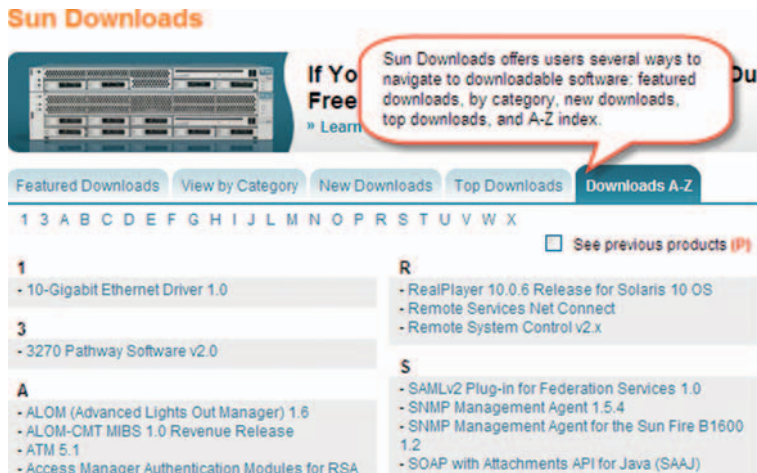 Sun Downloads
If Yo
Free
» Learn
Du
Sun Downloads offers users several ways to
navigate to downloadable software: featured
downloads, by category, new downloads,
top downloads, and A-Z index.
Featured Downloads View by Category New Downloads Top Downloads Downloads A-Z
1 3 A B C D E F G H I J L M N O P R S T U V W X
See previous products (P)
1
- 10-Gigabit Ethernet Driver 1.0
3
- 3270 Pathway Software v2.0
A
- ALOM (Advanced Lights Out Manager) 1.6
- ALOM-CMT MIBS 1.0 Revenue Release
- ATM 5.1
- Access Manager Authentication Modules for RSA
R
- RealPlayer 10.0.6 Release for Solaris 10 OS
- Remote Services Net Connect
- Remote System Control v2.x
S
- SAMLv2 Plug-in for Federation Services 1.0
- SNMP Management Agent 1.5.4
- SNMP Management Agent for the Sun Fire B1600
1.2
- SOAP with Attachments API for Java (SAAJ)